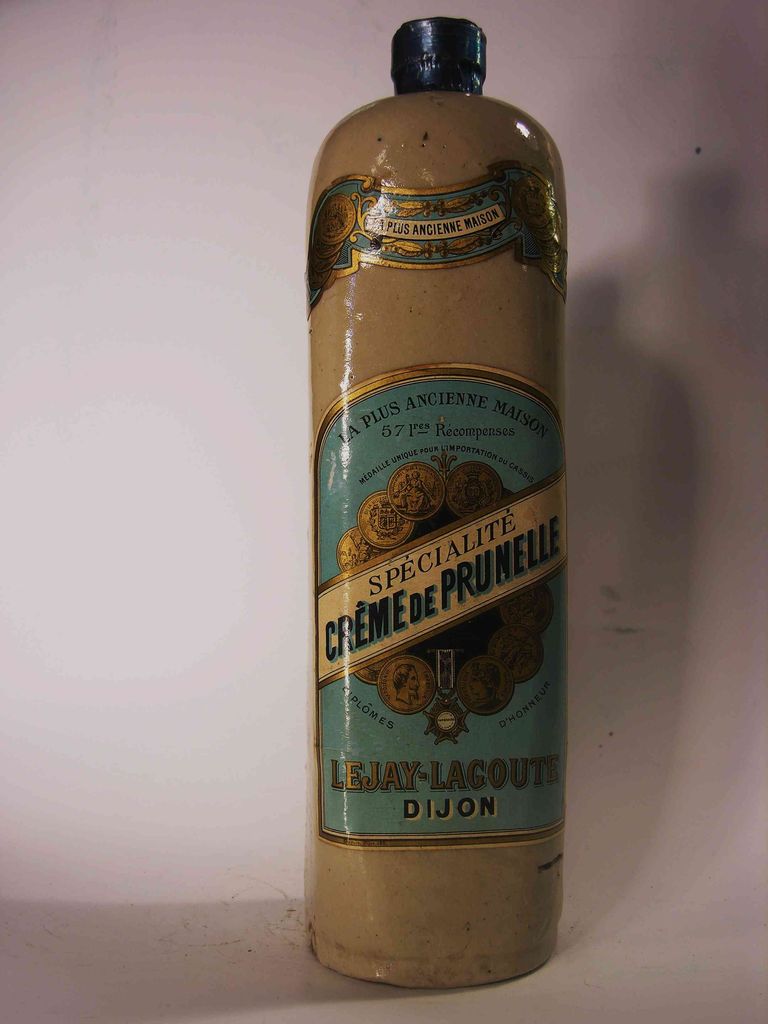 LA PLUS ANCIENNE MAISON
LA PLUS ANCIENNE MAISON
57 1res Récompenses
MÉDAILLE UNIQUE POUR L'IMPORTATION DU CASSIS
SPÉCIALITÉ
CRÊME DE PRUNELLE
DIPLÔMES D'HONNEUR
LEJAY-LAGOUTE
DIJON